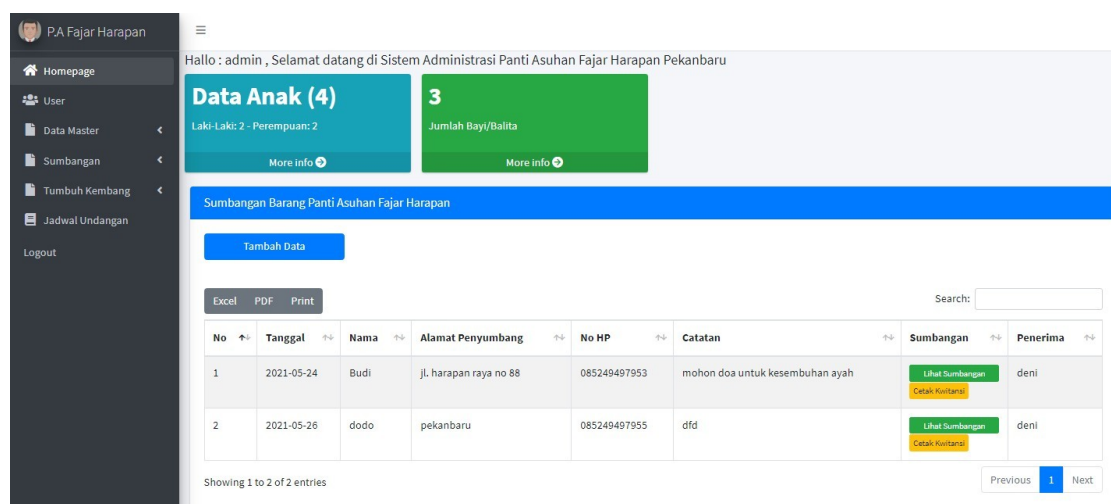 P.A Fajar Harapan
Homepage
User
Data Master
Sumbangan
Tumbuh Kembang
Jadwal Undangan
Logout
Hallo : admin , Selamat datang di Sistem Administrasi Panti Asuhan Fajar Harapan Pekanbaru
Data Anak (4)
Laki-Laki: 2 - Perempuan: 2
More info
3
Jumlah Bayi/Balita
More info
Sumbangan Barang Panti Asuhan Fajar Harapan
Tambah Data
Excel PDF Print
Search:
No Tanggal Nama Alamat Penyumbang No HP Catatan Sumbangan Penerima
1 2021-05-24 Budi jl. harapan raya no 88 085249497953 mohon doa untuk kesembuhan ayah Lihat Sumbangan deni
Cetak Kwitansi
2 2021-05-26 dodo pekanbaru 085249497955 dfd Lihat Sumbangan deni
Cetak Kwitansi
Showing 1 to 2 of 2 entries
Previous 1 Next